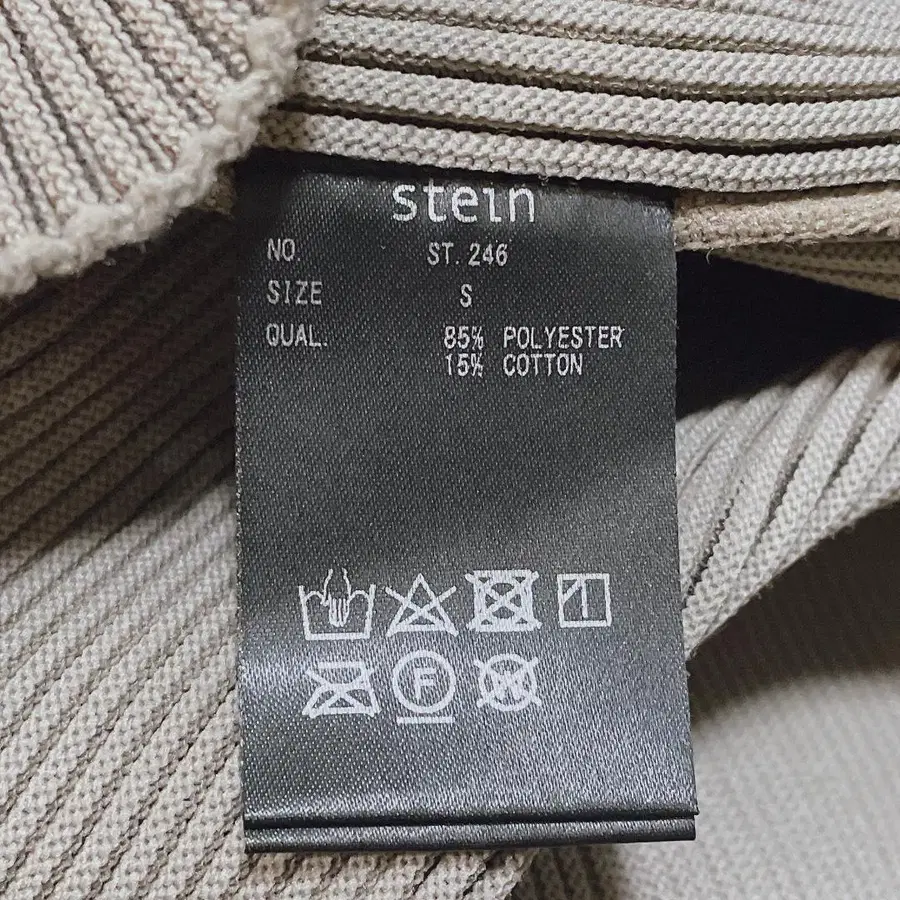 stein
NO. ST.246
SIZE S
QUAL. 85% POLYESTER
15% COTTON
F
W